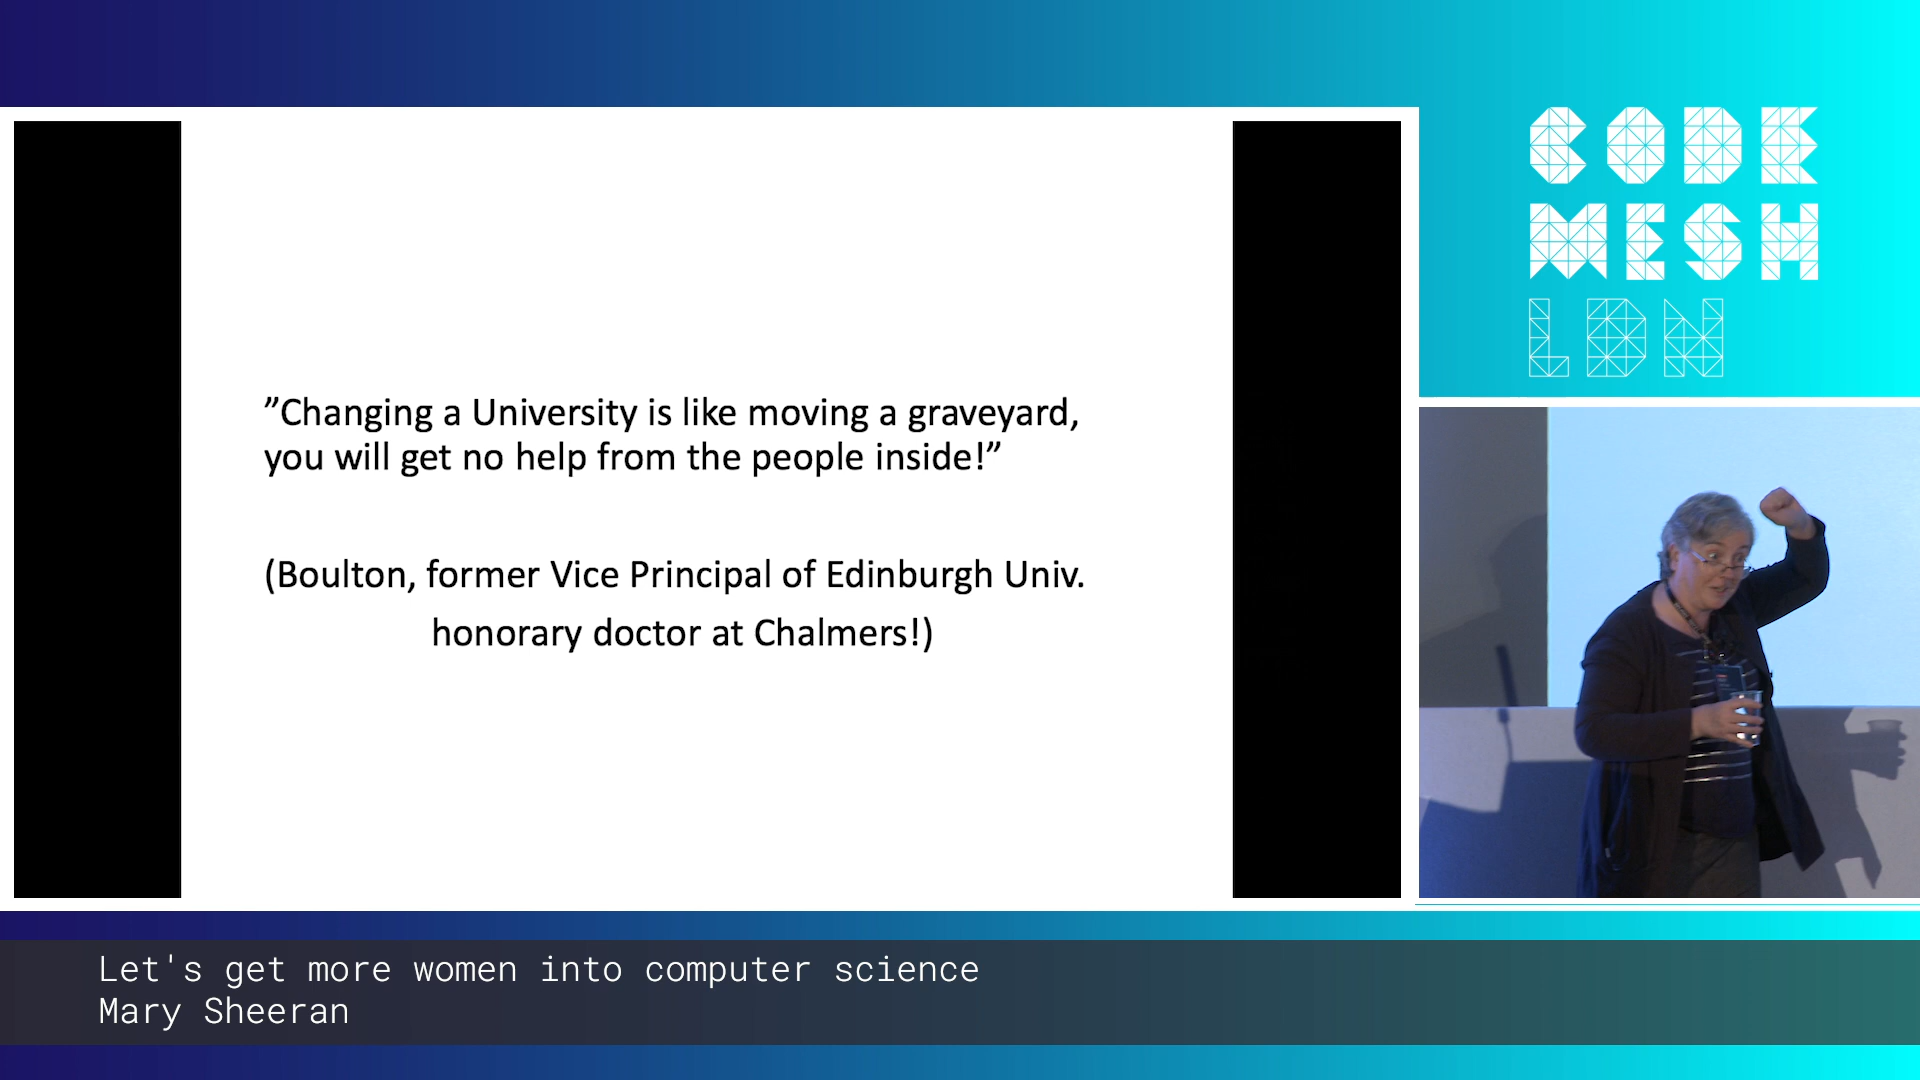 CODE
MESH
LDN
”Changing a University is like moving a graveyard,
you will get no help from the people inside!”
(Boulton, former Vice Principal of Edinburgh Univ.
honorary doctor at Chalmers!)
Let's get more women into computer science
Mary Sheeran